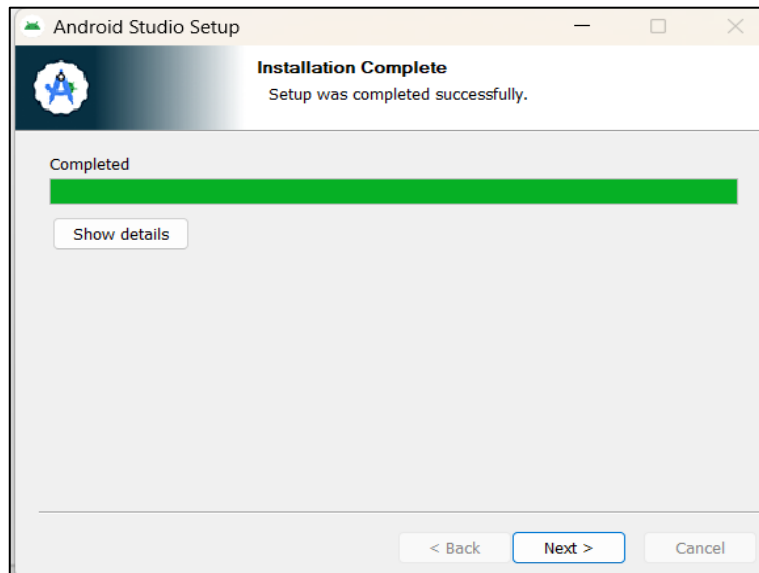 Android Studio Setup
Installation Complete
Setup was completed successfully.
Completed
Show details
< Back
Next >
Cancel